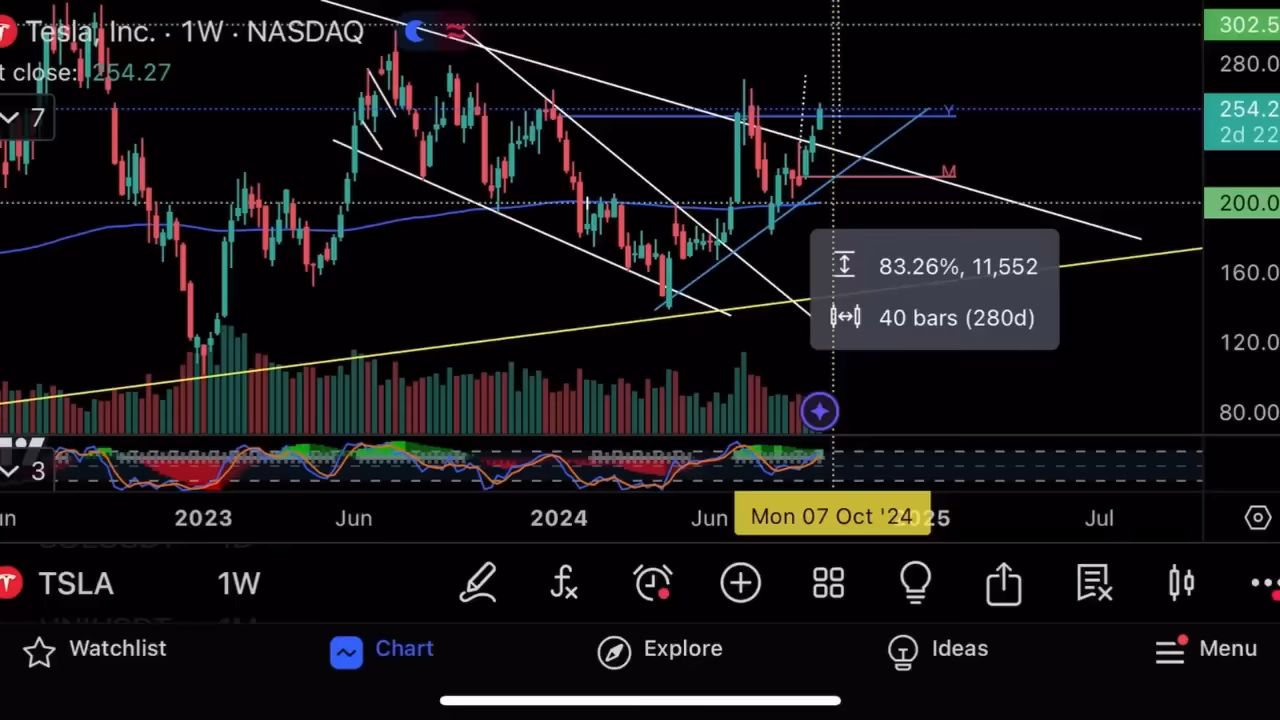 Tesla, Inc. · 1W · NASDAQ
302.5
t close: 254.27
280.0
7
254.2
2d 22
Y
M
200.0
83.26%, 11,552
160.0
40 bars (280d)
120.0
80.00
3
2023
Jun
2024
Jun
Mon 07 Oct '24
25
Jul
TSLA
1W
Watchlist
Chart
Explore
Ideas
Menu